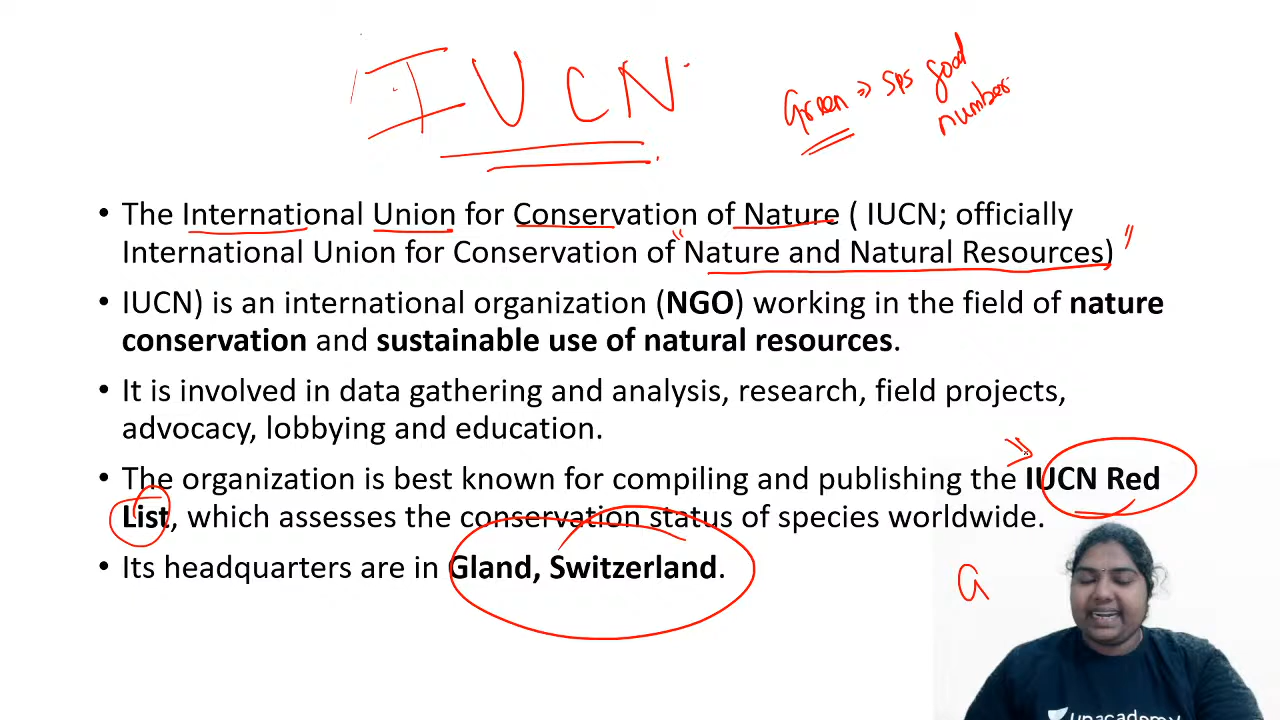 IUCN
Green => sps good
number
• The International Union for Conservation of Nature ( IUCN; officially
International Union for Conservation of "Nature and Natural Resources) "
• IUCN) is an international organization (NGO) working in the field of nature
conservation and sustainable use of natural resources.
• It is involved in data gathering and analysis, research, field projects,
advocacy, lobbying and education.
• The organization is best known for compiling and publishing the IUCN Red
List, which assesses the conservation status of species worldwide.
• Its headquarters are in Gland, Switzerland.
G
unacademy